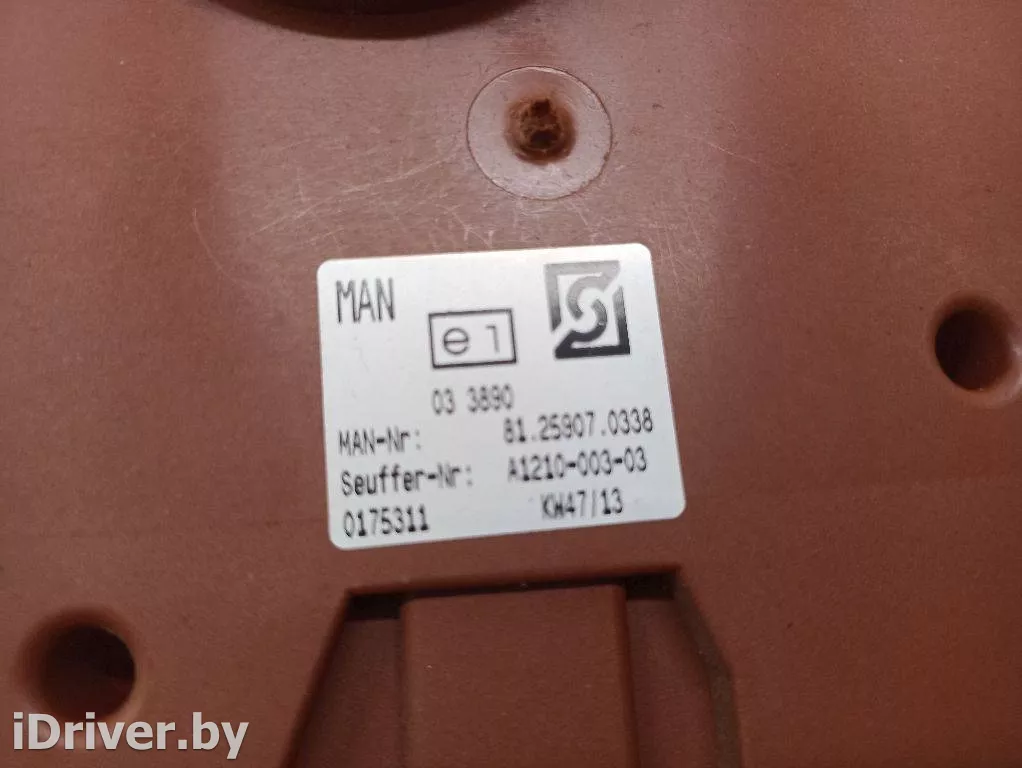 MAN
e1
03 3890
MAN-Nr: 81.25907.0338
Seuffer-Nr: A1210-003-03
0175311 KW47/13
iDriver.by